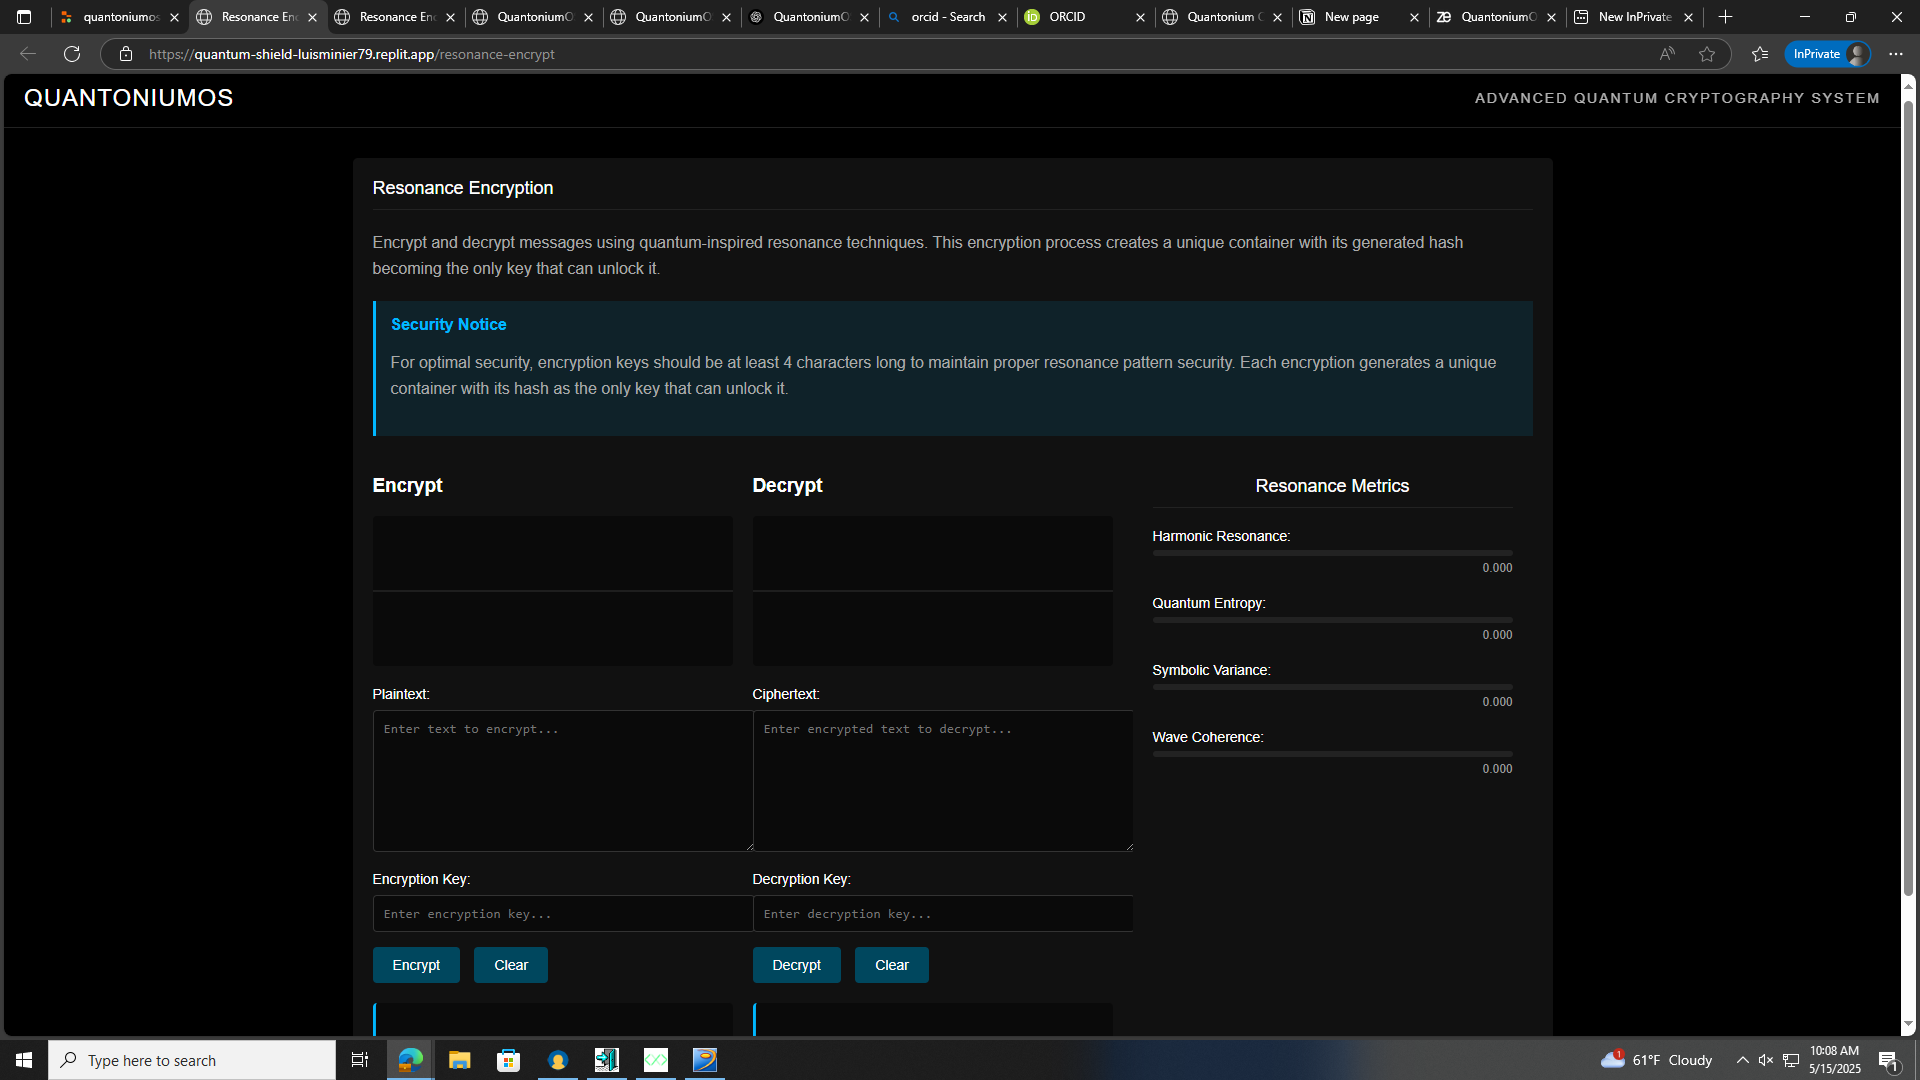 quantoniumos
Resonance En
Resonance En
QuantoniumO
QuantoniumO
QuantoniumO
orcid - Search
ORCID
Quantonium
New page
QuantoniumO
New InPrivate
https://quantum-shield-luisminier79.replit.app/resonance-encrypt
InPrivate
QUANTONIUMOS
ADVANCED QUANTUM CRYPTOGRAPHY SYSTEM
Resonance Encryption
Encrypt and decrypt messages using quantum-inspired resonance techniques. This encryption process creates a unique container with its generated hash
becoming the only key that can unlock it.
Security Notice
For optimal security, encryption keys should be at least 4 characters long to maintain proper resonance pattern security. Each encryption generates a unique
container with its hash as the only key that can unlock it.
Encrypt
Plaintext:
Enter text to encrypt...
Encryption Key:
Enter encryption key...
Encrypt
Clear
Decrypt
Ciphertext:
Enter encrypted text to decrypt...
Decryption Key:
Enter decryption key...
Decrypt
Clear
Resonance Metrics
Harmonic Resonance:
0.000
Quantum Entropy:
0.000
Symbolic Variance:
0.000
Wave Coherence:
0.000
Type here to search
1
61°F Cloudy
10:08 AM
5/15/2025
1